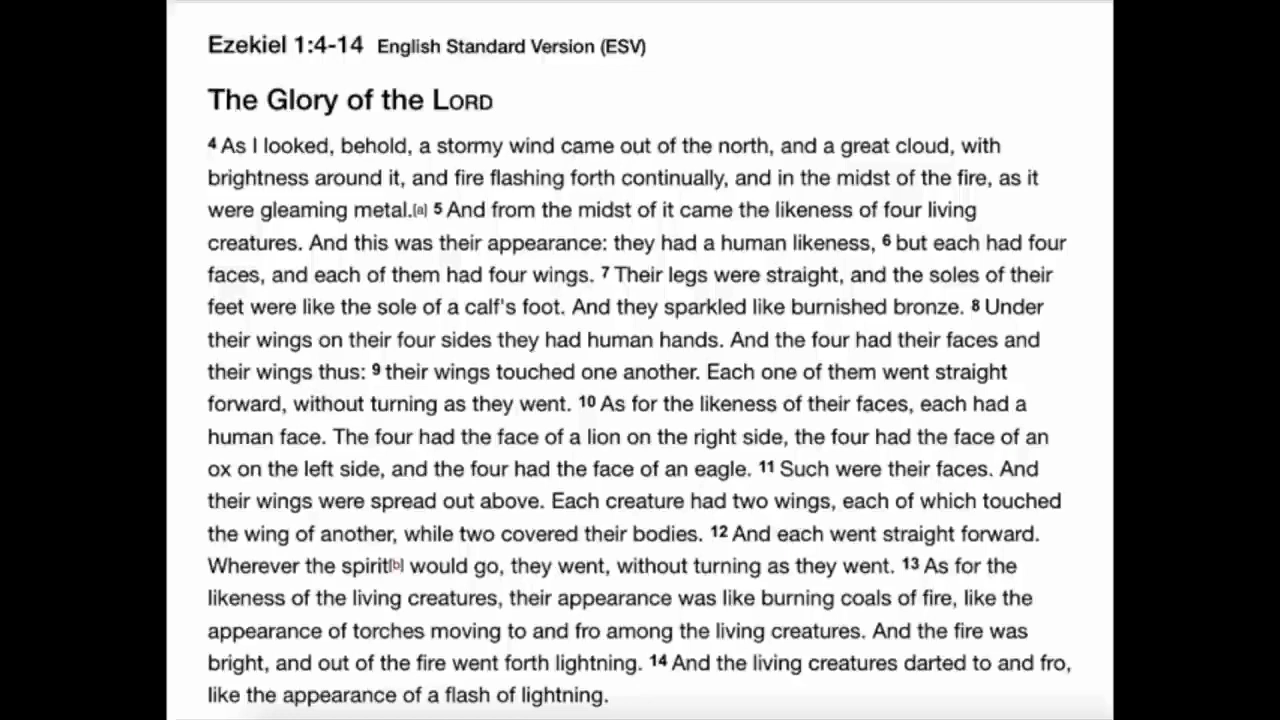 Ezekiel 1:4-14 English Standard Version (ESV)
The Glory of the LORD
4 As I looked, behold, a stormy wind came out of the north, and a great cloud, with
brightness around it, and fire flashing forth continually, and in the midst of the fire, as it
were gleaming metal.[a] 5 And from the midst of it came the likeness of four living
creatures. And this was their appearance: they had a human likeness, 6 but each had four
faces, and each of them had four wings. 7 Their legs were straight, and the soles of their
feet were like the sole of a calf's foot. And they sparkled like burnished bronze. 8 Under
their wings on their four sides they had human hands. And the four had their faces and
their wings thus: 9 their wings touched one another. Each one of them went straight
forward, without turning as they went. 10 As for the likeness of their faces, each had a
human face. The four had the face of a lion on the right side, the four had the face of an
ox on the left side, and the four had the face of an eagle. 11 Such were their faces. And
their wings were spread out above. Each creature had two wings, each of which touched
the wing of another, while two covered their bodies. 12 And each went straight forward.
Wherever the spirit[b] would go, they went, without turning as they went. 13 As for the
likeness of the living creatures, their appearance was like burning coals of fire, like the
appearance of torches moving to and fro among the living creatures. And the fire was
bright, and out of the fire went forth lightning. 14 And the living creatures darted to and fro,
like the appearance of a flash of lightning.